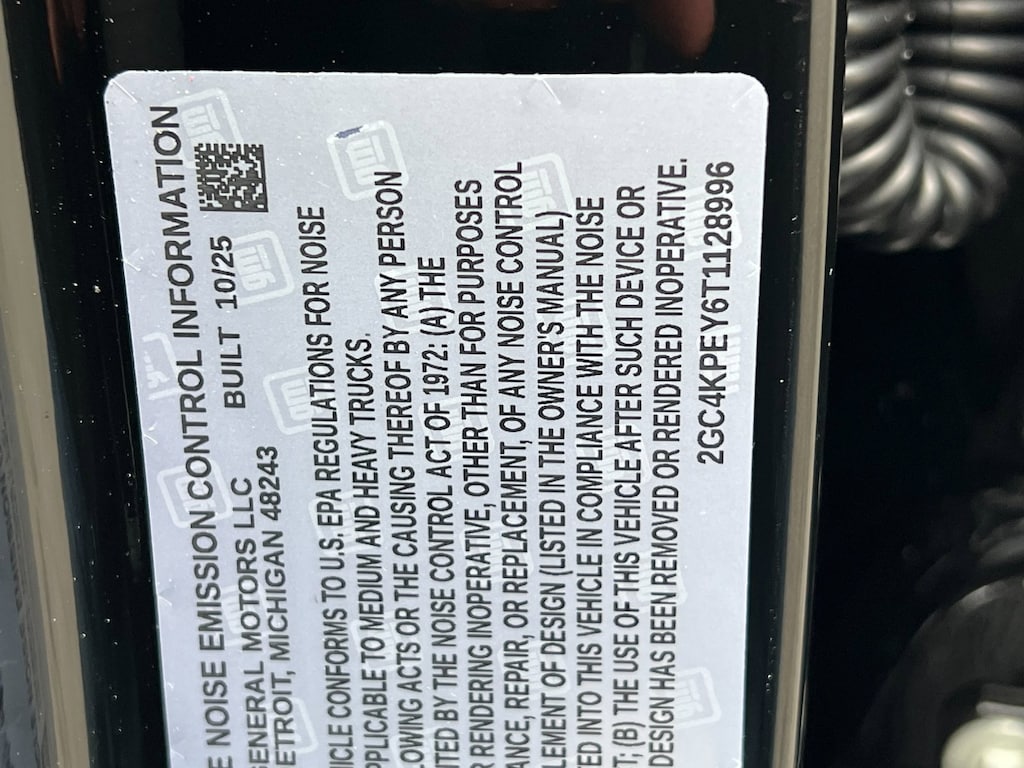 E NOISE EMISSION CONTROL INFORMATION
GENERAL MOTORS LLC BUILT 10/25
ETROIT, MICHIGAN 48243
HICLE CONFORMS TO U.S. EPA REGULATIONS FOR NOISE
PPLICABLE TO MEDIUM AND HEAVY TRUCKS.
LOWING ACTS OR THE CAUSING THEREOF BY ANY PERSON
ITED BY THE NOISE CONTROL ACT OF 1972: (A) THE
R RENDERING INOPERATIVE, OTHER THAN FOR PURPOSES
ANCE, REPAIR, OR REPLACEMENT, OF ANY NOISE CONTROL
LEMENT OF DESIGN (LISTED IN THE OWNER'S MANUAL)
TED INTO THIS VEHICLE IN COMPLIANCE WITH THE NOISE
T; (B) THE USE OF THIS VEHICLE AFTER SUCH DEVICE OR
DESIGN HAS BEEN REMOVED OR RENDERED INOPERATIVE.
2GC4KPEY6T1128996